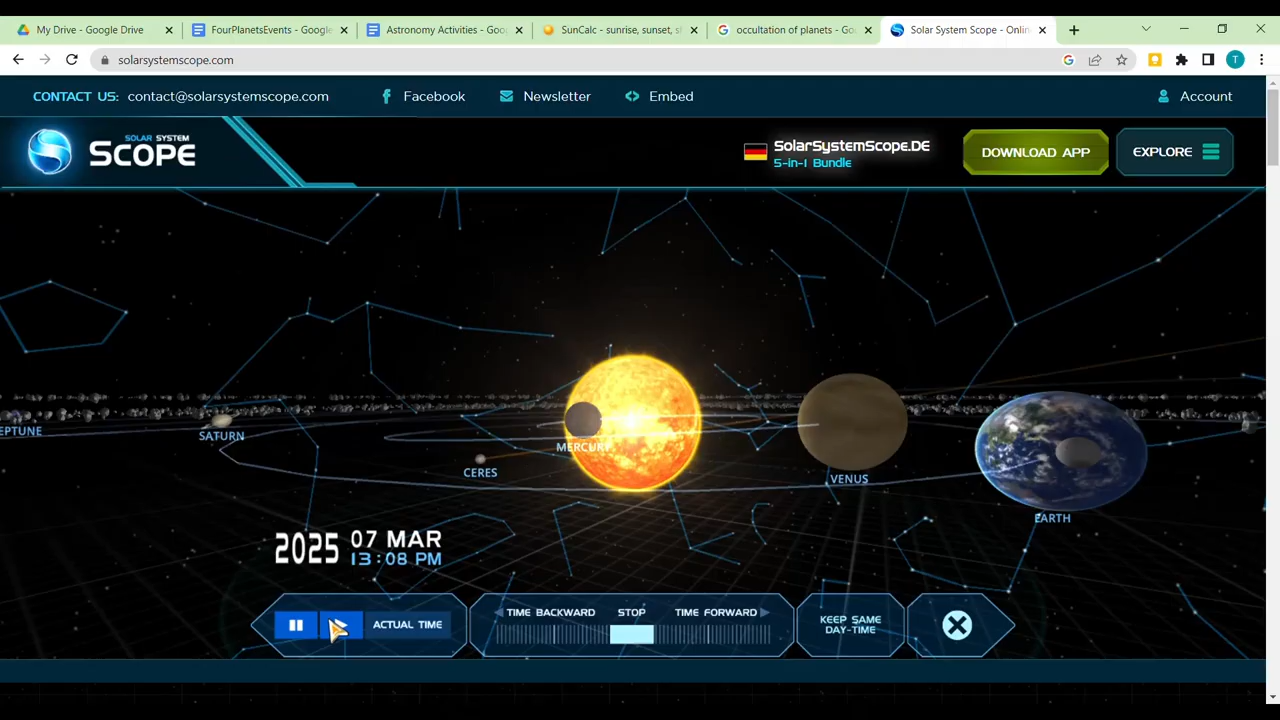 My Drive - Google Drive
FourPlanetsEvents - Google
Astronomy Activities - Goo
SunCalc - sunrise, sunset, s
occultation of planets - Go
Solar System Scope - Onlin
solarsystemscope.com
T
CONTACT US: contact@solarsystemscope.com
Facebook
Newsletter
Embed
Account
SOLAR SYSTEM
SCOPE
SolarSystemScope.DE
5-in-1 Bundle
DOWNLOAD APP
EXPLORE
EPTUNE
SATURN
CERES
MERCURY
VENUS
EARTH
2025 07 MAR
13:08 PM
ACTUAL TIME
TIME BACKWARD
STOP
TIME FORWARD
KEEP SAME
DAY-TIME